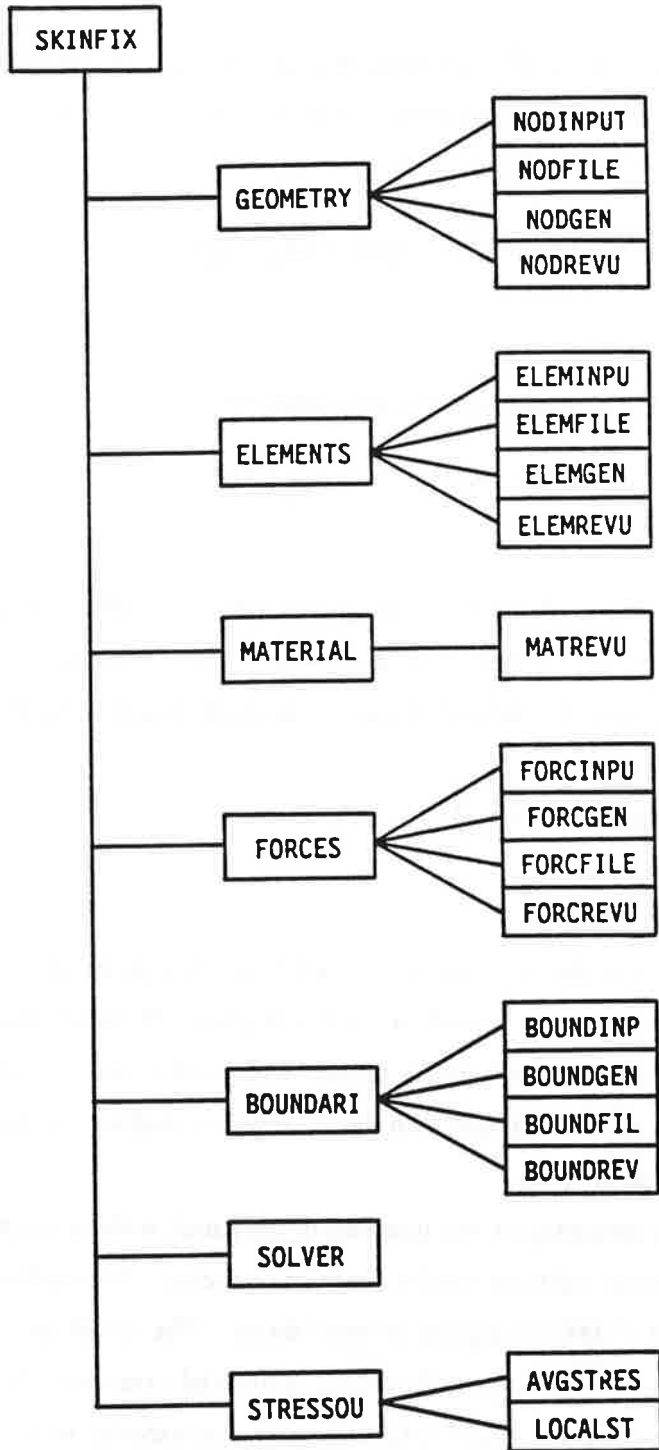 SKINFIX
GEOMETRY
NODINPUT
NODFILE
NODGEN
NODREVU
ELEMENTS
ELEMINPU
ELEMFILE
ELEMGEN
ELEMREVU
MATERIAL
MATREVU
FORCES
FORCINPU
FORCGEN
FORCFILE
FORCREVU
BOUNDARI
BOUNDINP
BOUNDGEN
BOUNDFIL
BOUNDREV
SOLVER
STRESSOU
AVGSTRES
LOCALST